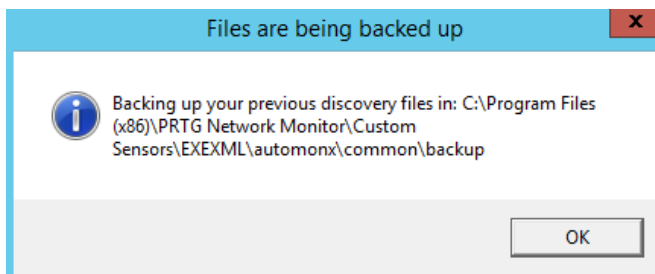 Files are being backed up
x
Backing up your previous discovery files in: C:\Program Files
(x86)\PRTG Network Monitor\Custom
Sensors\EXEXML\automonx\common\backup
OK